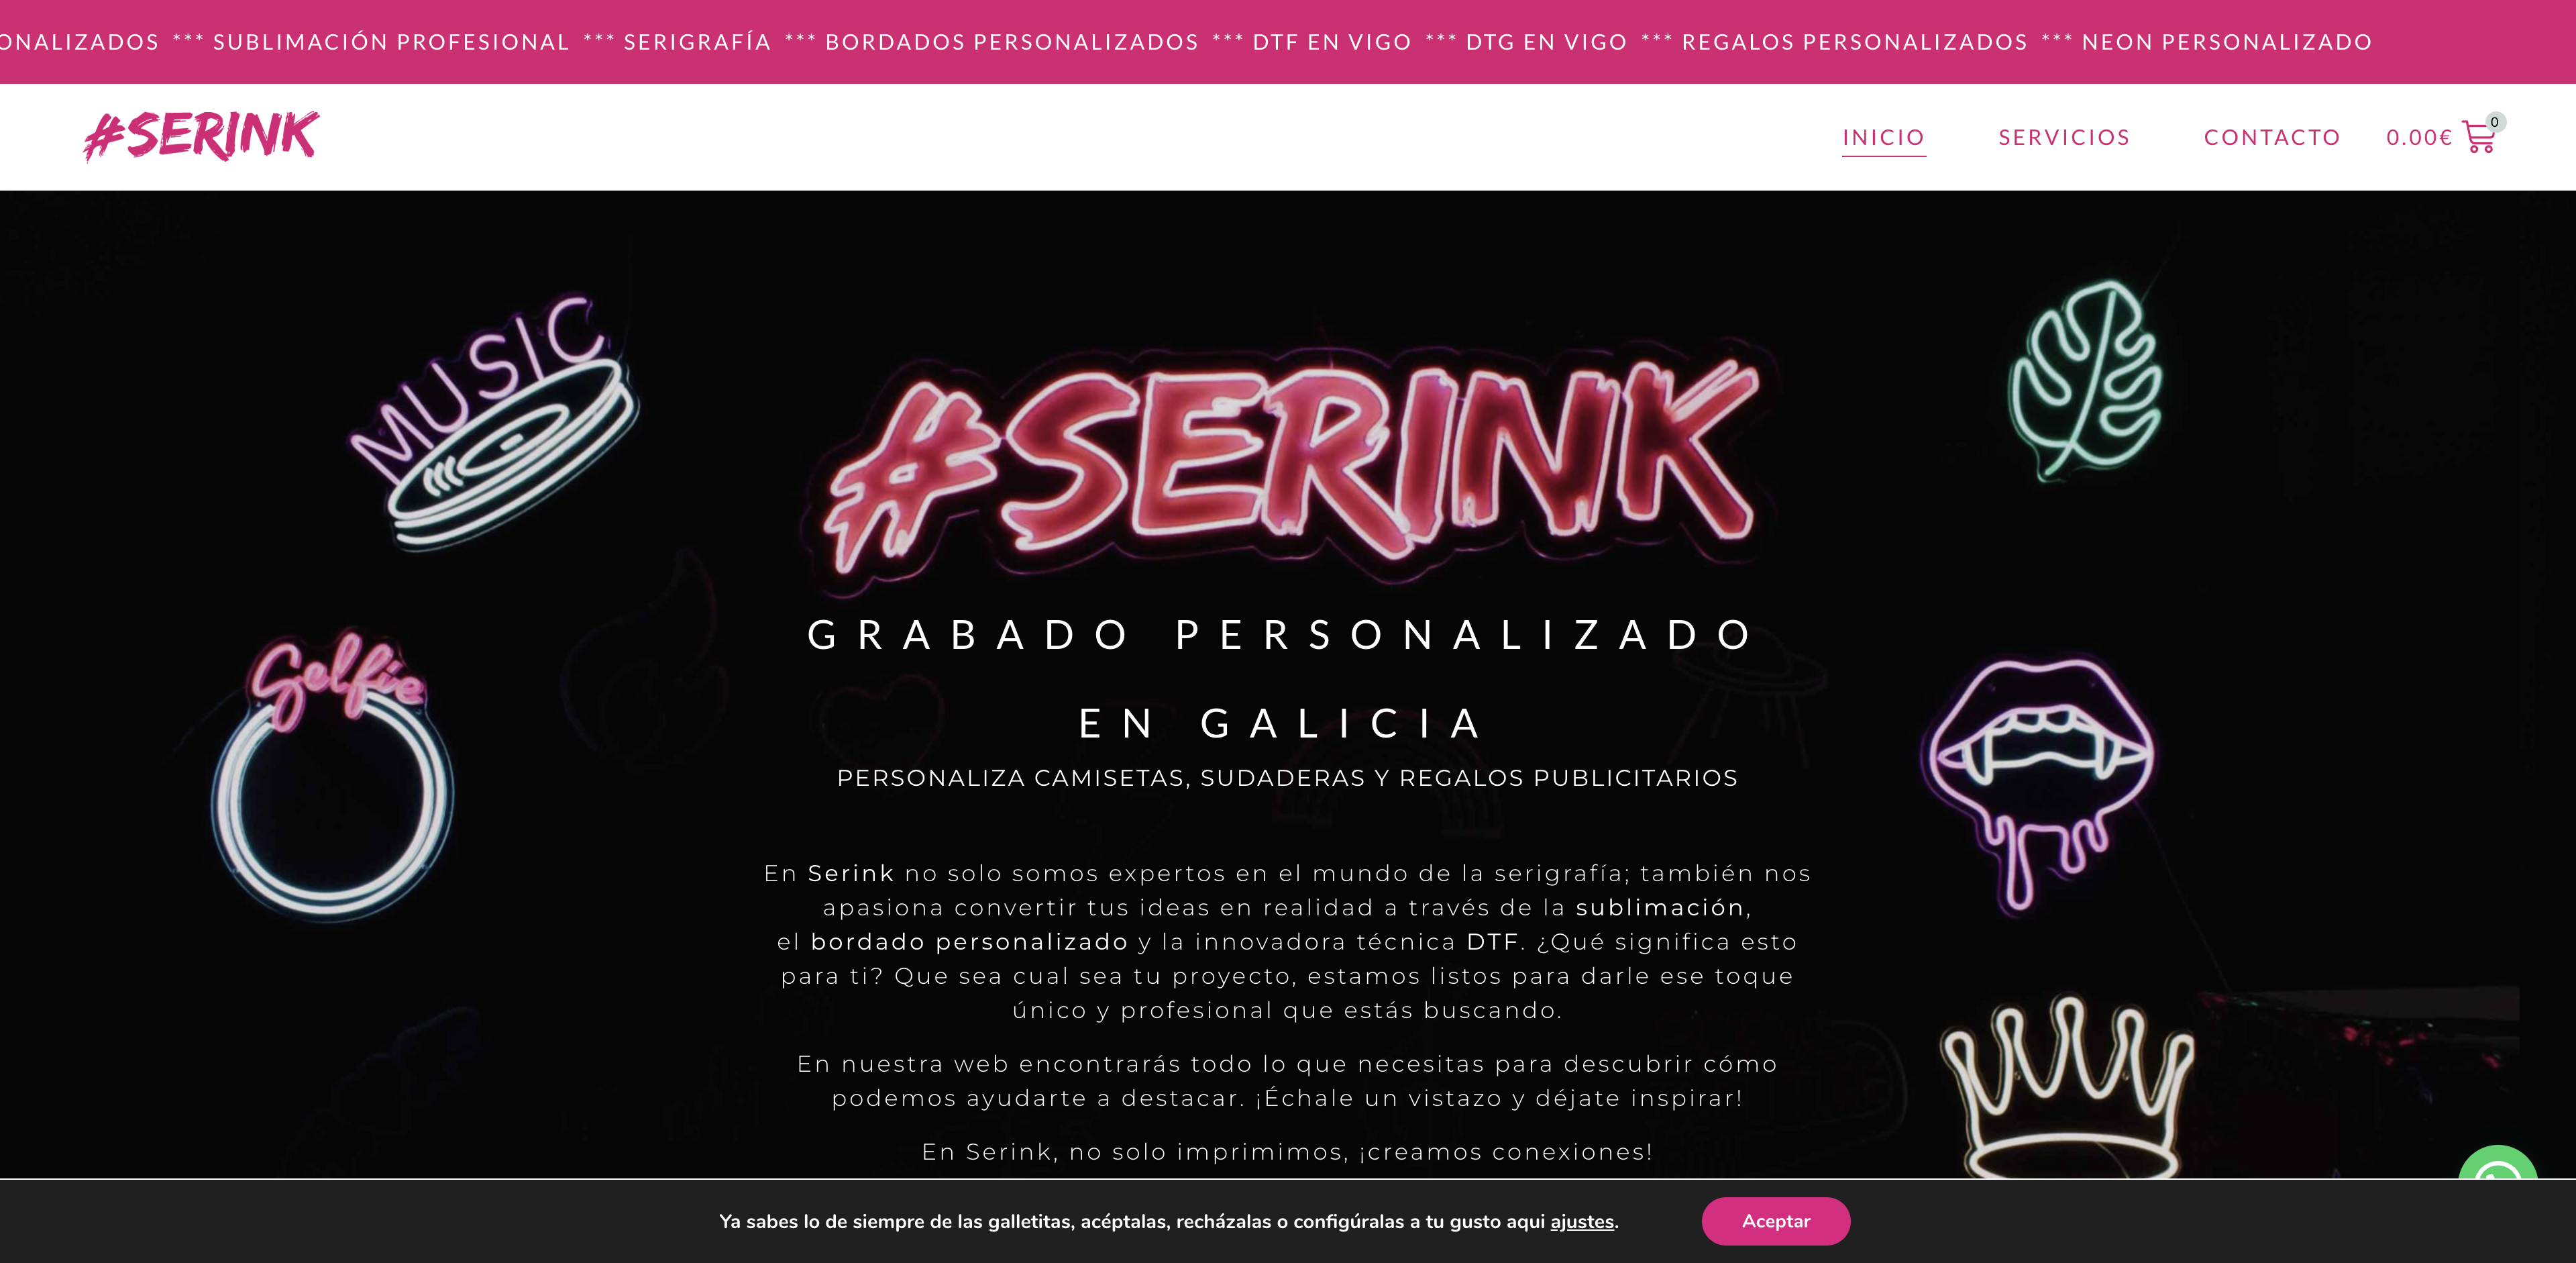 ONALIZADOS *** SUBLIMACIÓN PROFESIONAL *** SERIGRAFÍA *** BORDADOS PERSONALIZADOS *** DTF EN VIGO *** DTG EN VIGO *** REGALOS PERSONALIZADOS *** NEON PERSONALIZADO
#SERINK
INICIO SERVICIOS CONTACTO 0.00€ 0
MUSIC
#SERINK
Selfie
GRABADO PERSONALIZADO
EN GALICIA
PERSONALIZA CAMISETAS, SUDADERAS Y REGALOS PUBLICITARIOS
En Serink no solo somos expertos en el mundo de la serigrafía; también nos
apasiona convertir tus ideas en realidad a través de la sublimación,
el bordado personalizado y la innovadora técnica DTF. ¿Qué significa esto
para ti? Que sea cual sea tu proyecto, estamos listos para darle ese toque
único y profesional que estás buscando.
En nuestra web encontrarás todo lo que necesitas para descubrir cómo
podemos ayudarte a destacar. ¡Échale un vistazo y déjate inspirar!
En Serink, no solo imprimimos, ¡creamos conexiones!
Ya sabes lo de siempre de las galletitas, acéptalas, recházalas o configúralas a tu gusto aqui ajustes.
Aceptar